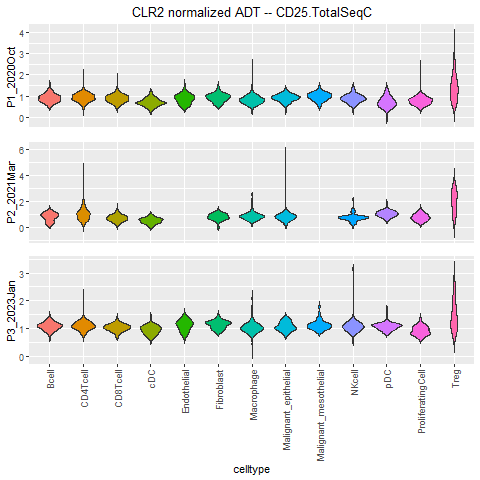 CLR2 normalized ADT -- CD25.TotalSeqC
P1_2020Oct
4
3
2
1
0
P2_2021Mar
6
4
2
0
P3_2023Jan
3
2
1
0
Bcell
CD4Tcell
CD8Tcell
cDC
Endothelial
Fibroblast
Macrophage
Malignant_epithelial
Malignant_mesothelial
NKcell
pDC
ProliferatingCell
Treg
celltype